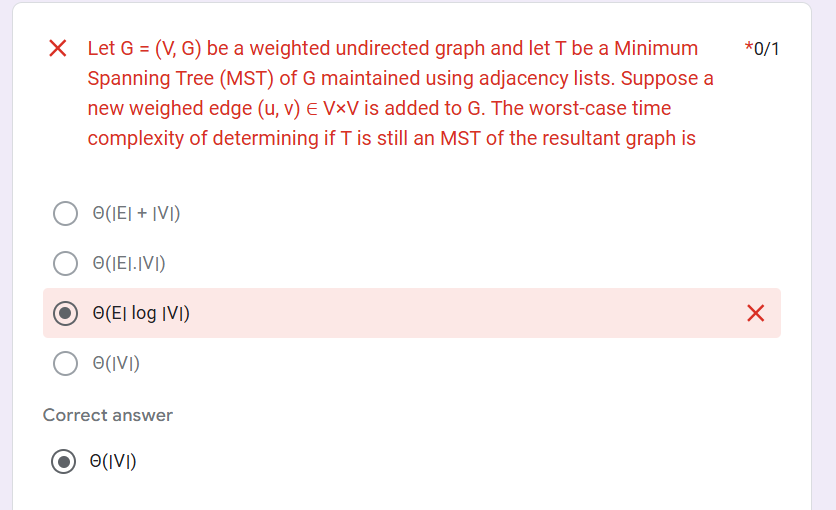 Let G = (V, G) be a weighted undirected graph and let T be a Minimum *0/1
Spanning Tree (MST) of G maintained using adjacency lists. Suppose a
new weighed edge (u, v) ∈ V×V is added to G. The worst-case time
complexity of determining if T is still an MST of the resultant graph is
Θ(|E| + |V|)
Θ(|E|.|V|)
Θ(E| log |V|)
Θ(|V|)
Correct answer
Θ(|V|)